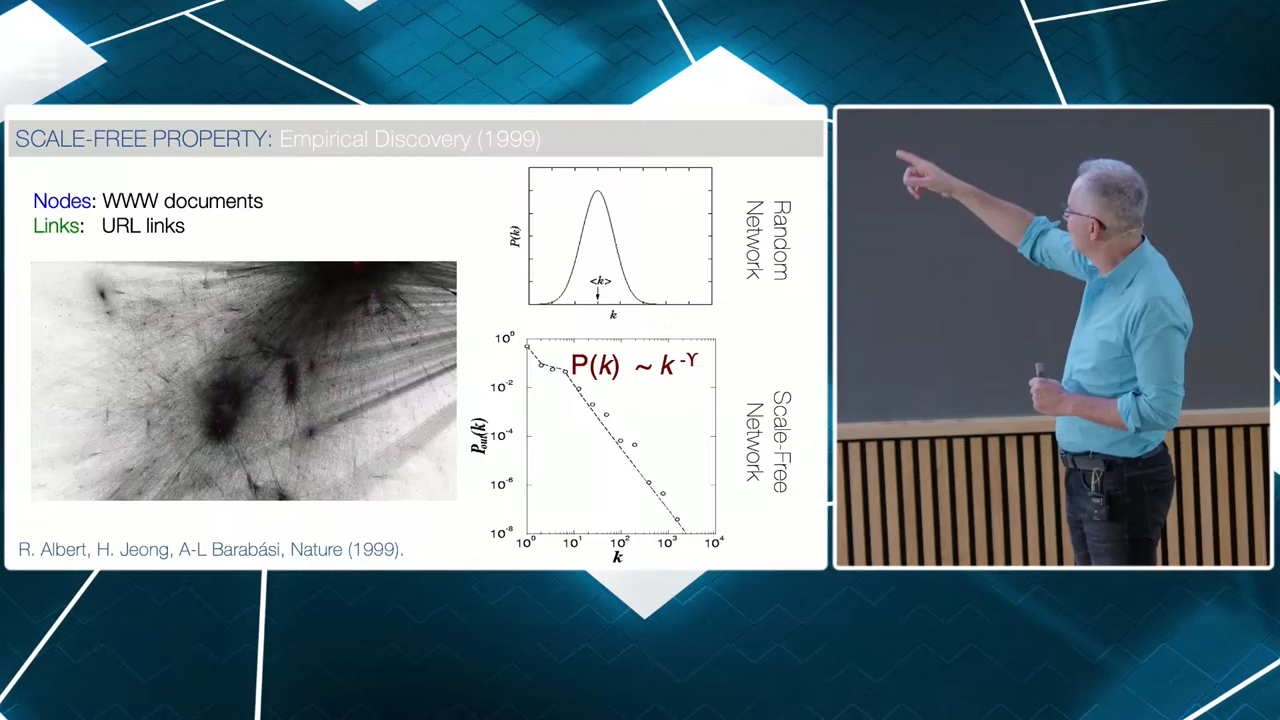 SCALE-FREE PROPERTY: Empirical Discovery (1999)
Nodes: WWW documents
Links: URL links
P(k)
<k>
k
Random
Network
10⁰
10⁻²
10⁻⁴
10⁻⁶
10⁻⁸
Pout(k)
P(k) ~ k⁻ᵞ
10⁰ 10¹ 10² 10³ 10⁴
k
Scale-Free
Network
R. Albert, H. Jeong, A-L Barabási, Nature (1999).